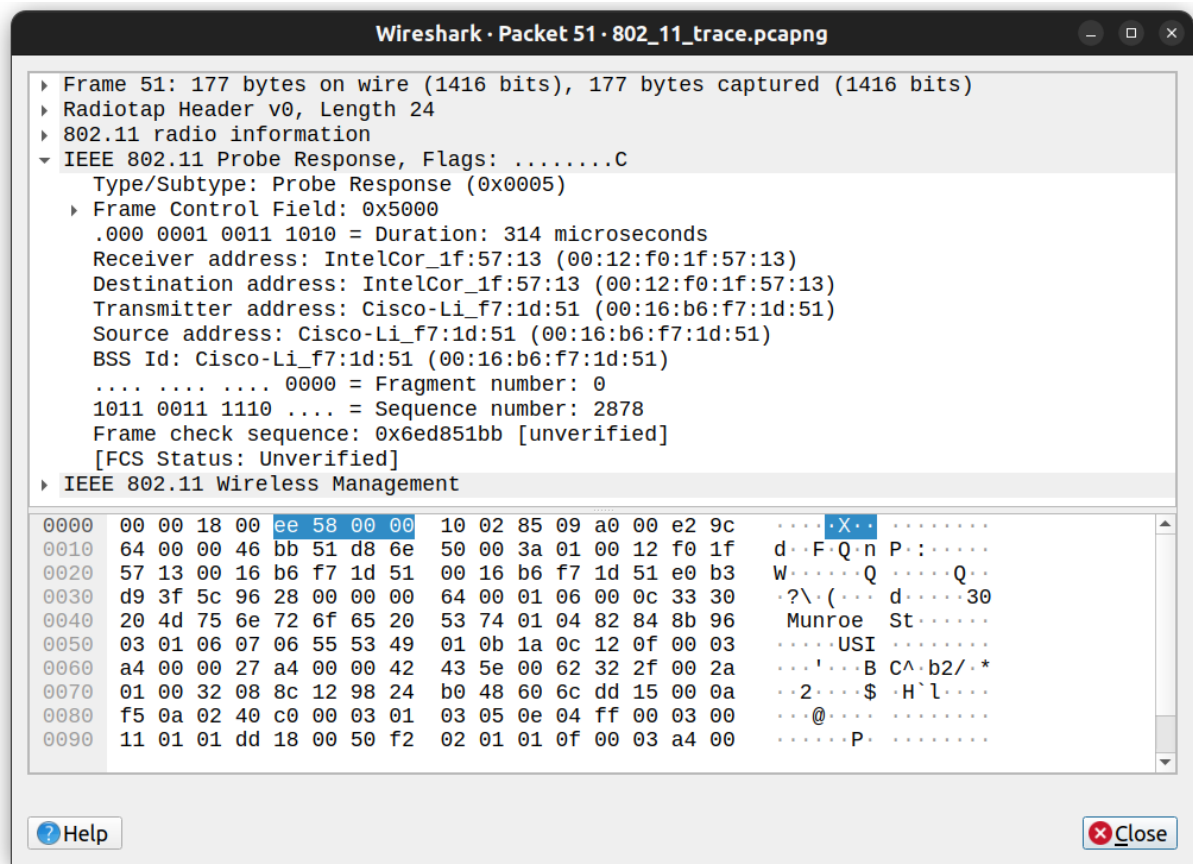 Wireshark · Packet 51 · 802_11_trace.pcapng
Frame 51: 177 bytes on wire (1416 bits), 177 bytes captured (1416 bits)
Radiotap Header v0, Length 24
802.11 radio information
IEEE 802.11 Probe Response, Flags: ........C
Type/Subtype: Probe Response (0x0005)
Frame Control Field: 0x5000
.000 0001 0011 1010 = Duration: 314 microseconds
Receiver address: IntelCor_1f:57:13 (00:12:f0:1f:57:13)
Destination address: IntelCor_1f:57:13 (00:12:f0:1f:57:13)
Transmitter address: Cisco-Li_f7:1d:51 (00:16:b6:f7:1d:51)
Source address: Cisco-Li_f7:1d:51 (00:16:b6:f7:1d:51)
BSS Id: Cisco-Li_f7:1d:51 (00:16:b6:f7:1d:51)
.... .... .... 0000 = Fragment number: 0
1011 0011 1110 .... = Sequence number: 2878
Frame check sequence: 0x6ed851bb [unverified]
[FCS Status: Unverified]
IEEE 802.11 Wireless Management
0000 00 00 18 00 ee 58 00 00 10 02 85 09 a0 00 e2 9c ·····X·· ········
0010 64 00 00 46 bb 51 d8 6e 50 00 3a 01 00 12 f0 1f d··F·Q·n P·:·····
0020 57 13 00 16 b6 f7 1d 51 00 16 b6 f7 1d 51 e0 b3 W······Q ·····Q··
0030 d9 3f 5c 96 28 00 00 00 64 00 01 06 00 0c 33 30 ·?\·(··· d·····30
0040 20 4d 75 6e 72 6f 65 20 53 74 01 04 82 84 8b 96 Munroe St······
0050 03 01 06 07 06 55 53 49 01 0b 1a 0c 12 0f 00 03 ·····USI ········
0060 a4 00 00 27 a4 00 00 42 43 5e 00 62 32 2f 00 2a ···'···B C^·b2/·*
0070 01 00 32 08 8c 12 98 24 b0 48 60 6c dd 15 00 0a ··2····$ ·H`l····
0080 f5 0a 02 40 c0 00 03 01 03 05 0e 04 ff 00 03 00 ···@···· ········
0090 11 01 01 dd 18 00 50 f2 02 01 01 0f 00 03 a4 00 ······P· ········
Help
Close